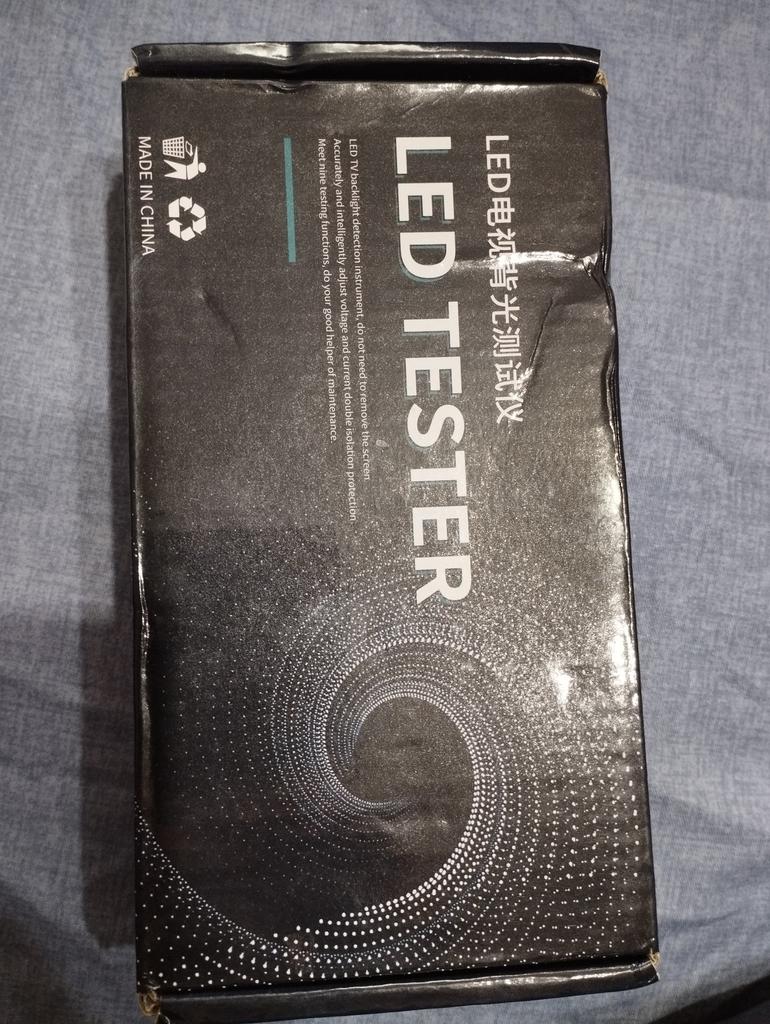 LED电视背光测试仪
LED TESTER
LED TV backlight detection instrument, do not need to remove the screen
Accurately and intelligently adjust voltage and current double isolation protection
Meet nine testing functions, do your good helper of maintenance.
MADE IN CHINA